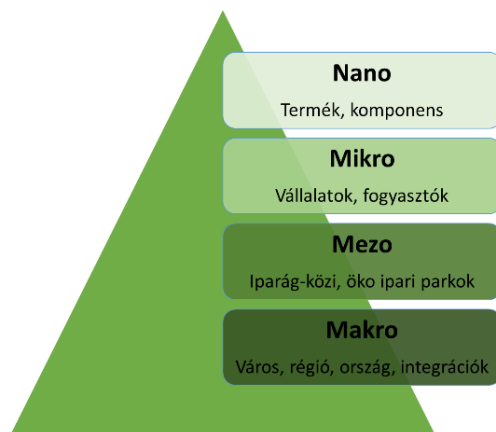 Nano
Termék, komponens
Mikro
Vállalatok, fogyasztók
Mezo
Iparág-közi, öko ipari parkok
Makro
Város, régió, ország, integrációk